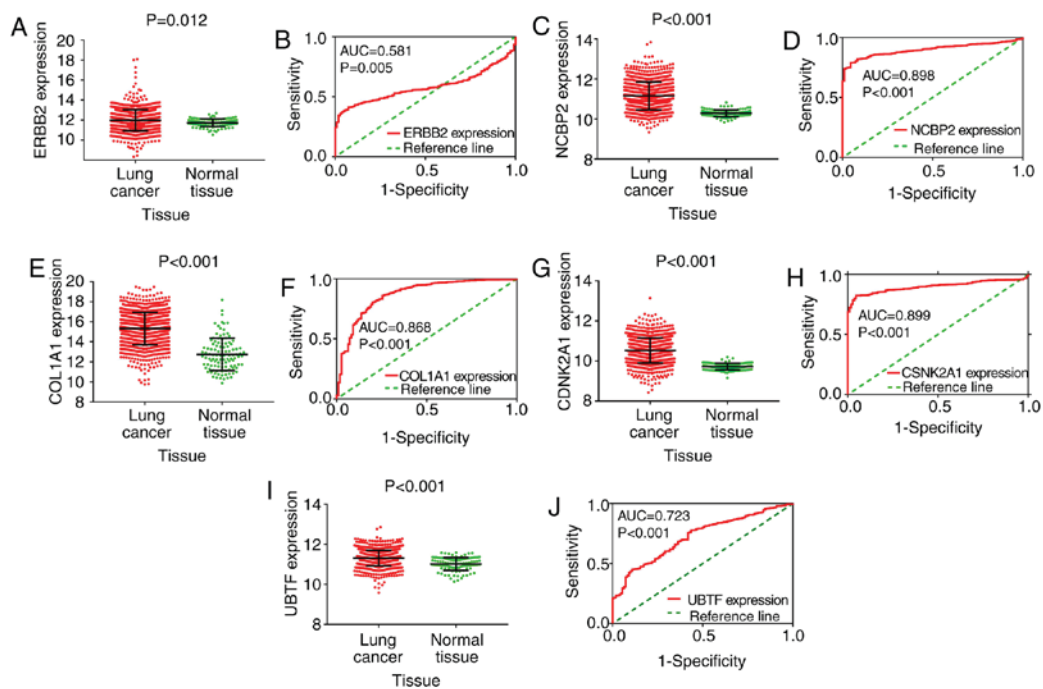 A
P=0.012
ERBB2 expression
20
18
16
14
12
10
8
Lung cancer
Normal tissue
Tissue
B
AUC=0.581
P=0.005
Sensitivity
1.0
0.5
0.0
ERBB2 expression
Reference line
0.0 0.5 1.0
1-Specificity
C
P<0.001
NCBP2 expression
14
12
10
8
Lung cancer
Normal tissue
Tissue
D
AUC=0.898
P<0.001
Sensitivity
1.0
0.5
0.0
NCBP2 expression
Reference line
0.0 0.5 1.0
1-Specificity
E
P<0.001
COL1A1 expression
20
18
16
14
12
10
8
Lung cancer
Normal tissue
Tissue
F
AUC=0.868
P<0.001
Sensitivity
1.0
0.5
0.0
COL1A1 expression
Reference line
0.0 0.5 1.0
1-Specificity
G
P<0.001
CDNK2A1 expression
14
12
10
8
Lung cancer
Normal tissue
Tissue
H
AUC=0.899
P<0.001
Sensitivity
1.0
0.5
0.0
CSNK2A1 expression
Reference line
0.0 0.5 1.0
1-Specificity
I
P<0.001
UBTF expression
14
12
10
8
Lung cancer
Normal tissue
Tissue
J
AUC=0.723
P<0.001
Sensitivity
1.0
0.5
0.0
UBTF expression
Reference line
0.0 0.5 1.0
1-Specificity